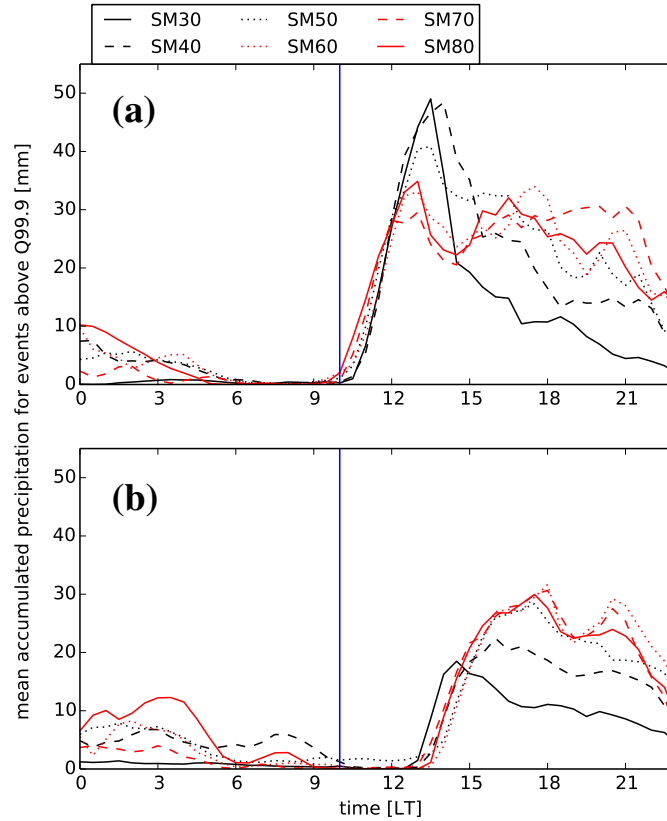 SM30 SM50 SM70
SM40 SM60 SM80
mean accumulated precipitation for events above Q99.9 [mm]
(a)
50
40
30
20
10
0
0 3 6 9 12 15 18 21
(b)
50
40
30
20
10
0
0 3 6 9 12 15 18 21
time [LT]